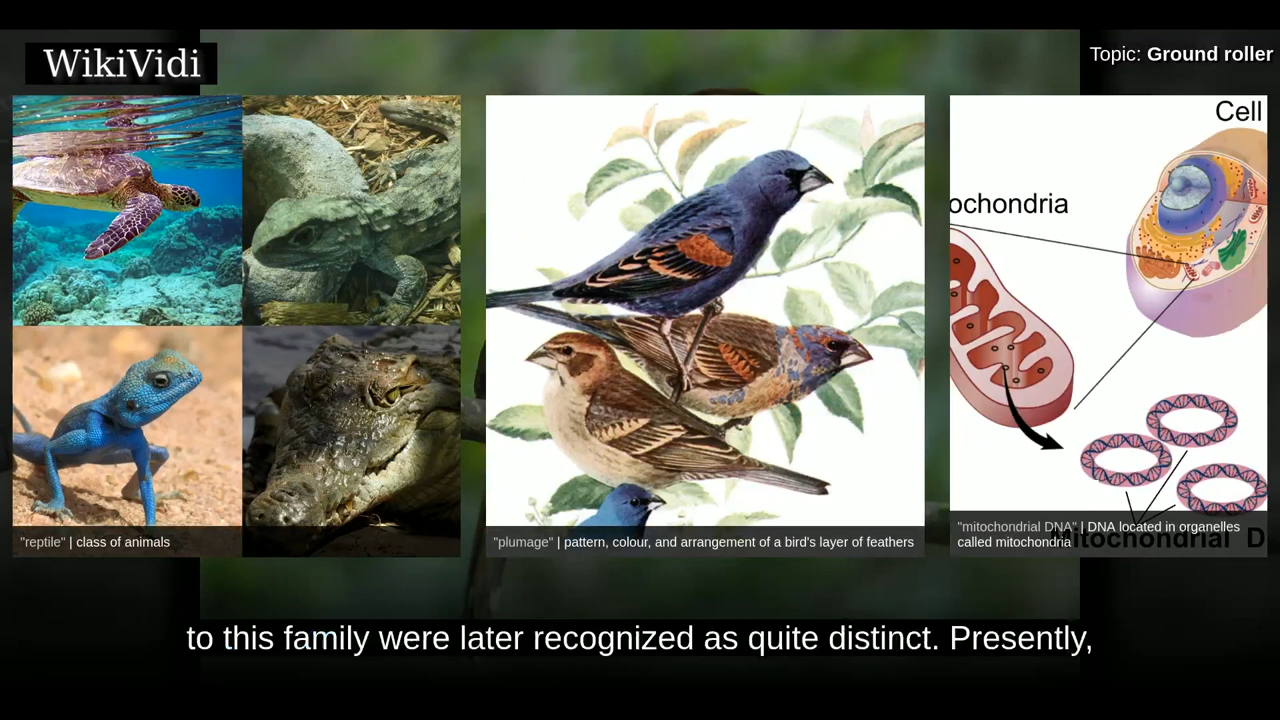 WikiVidi
Topic: Ground roller
Cell
ochondria
"reptile" | class of animals
"plumage" | pattern, colour, and arrangement of a bird's layer of feathers
"mitochondrial DNA" | DNA located in organelles
called mitochondria
itochondrial D
to this family were later recognized as quite distinct. Presently,